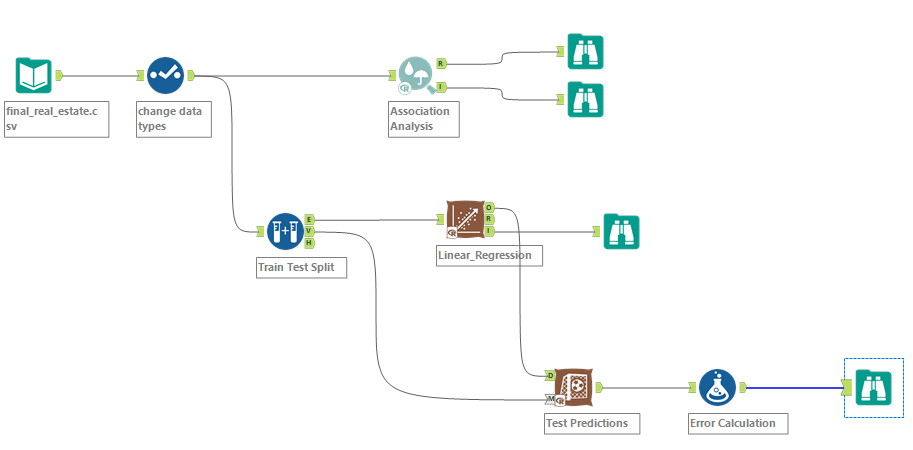 final_real_estate.c
sv
change data
types
R
I
Association
Analysis
E
V
H
Train Test Split
O
R
I
Linear_Regression
D
M
Test Predictions
Error Calculation